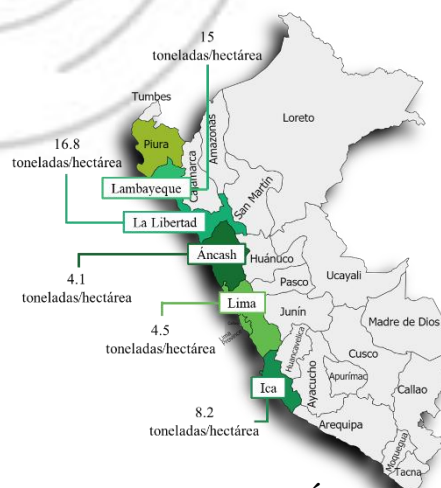 15
toneladas/hectárea
Tumbes
Loreto
Amazonas
16.8
toneladas/hectárea
Piura
Cajamarca
Lambayeque
San Martín
La Libertad
Áncash
Huánuco
4.1
toneladas/hectárea
Ucayali
Pasco
Lima
4.5
toneladas/hectárea
Junín
Madre de Dios
Huancavelica
Cusco
Ica
Ayacucho
Apurímac
Callao
8.2
toneladas/hectárea
Arequipa
Moquegua
Tacna